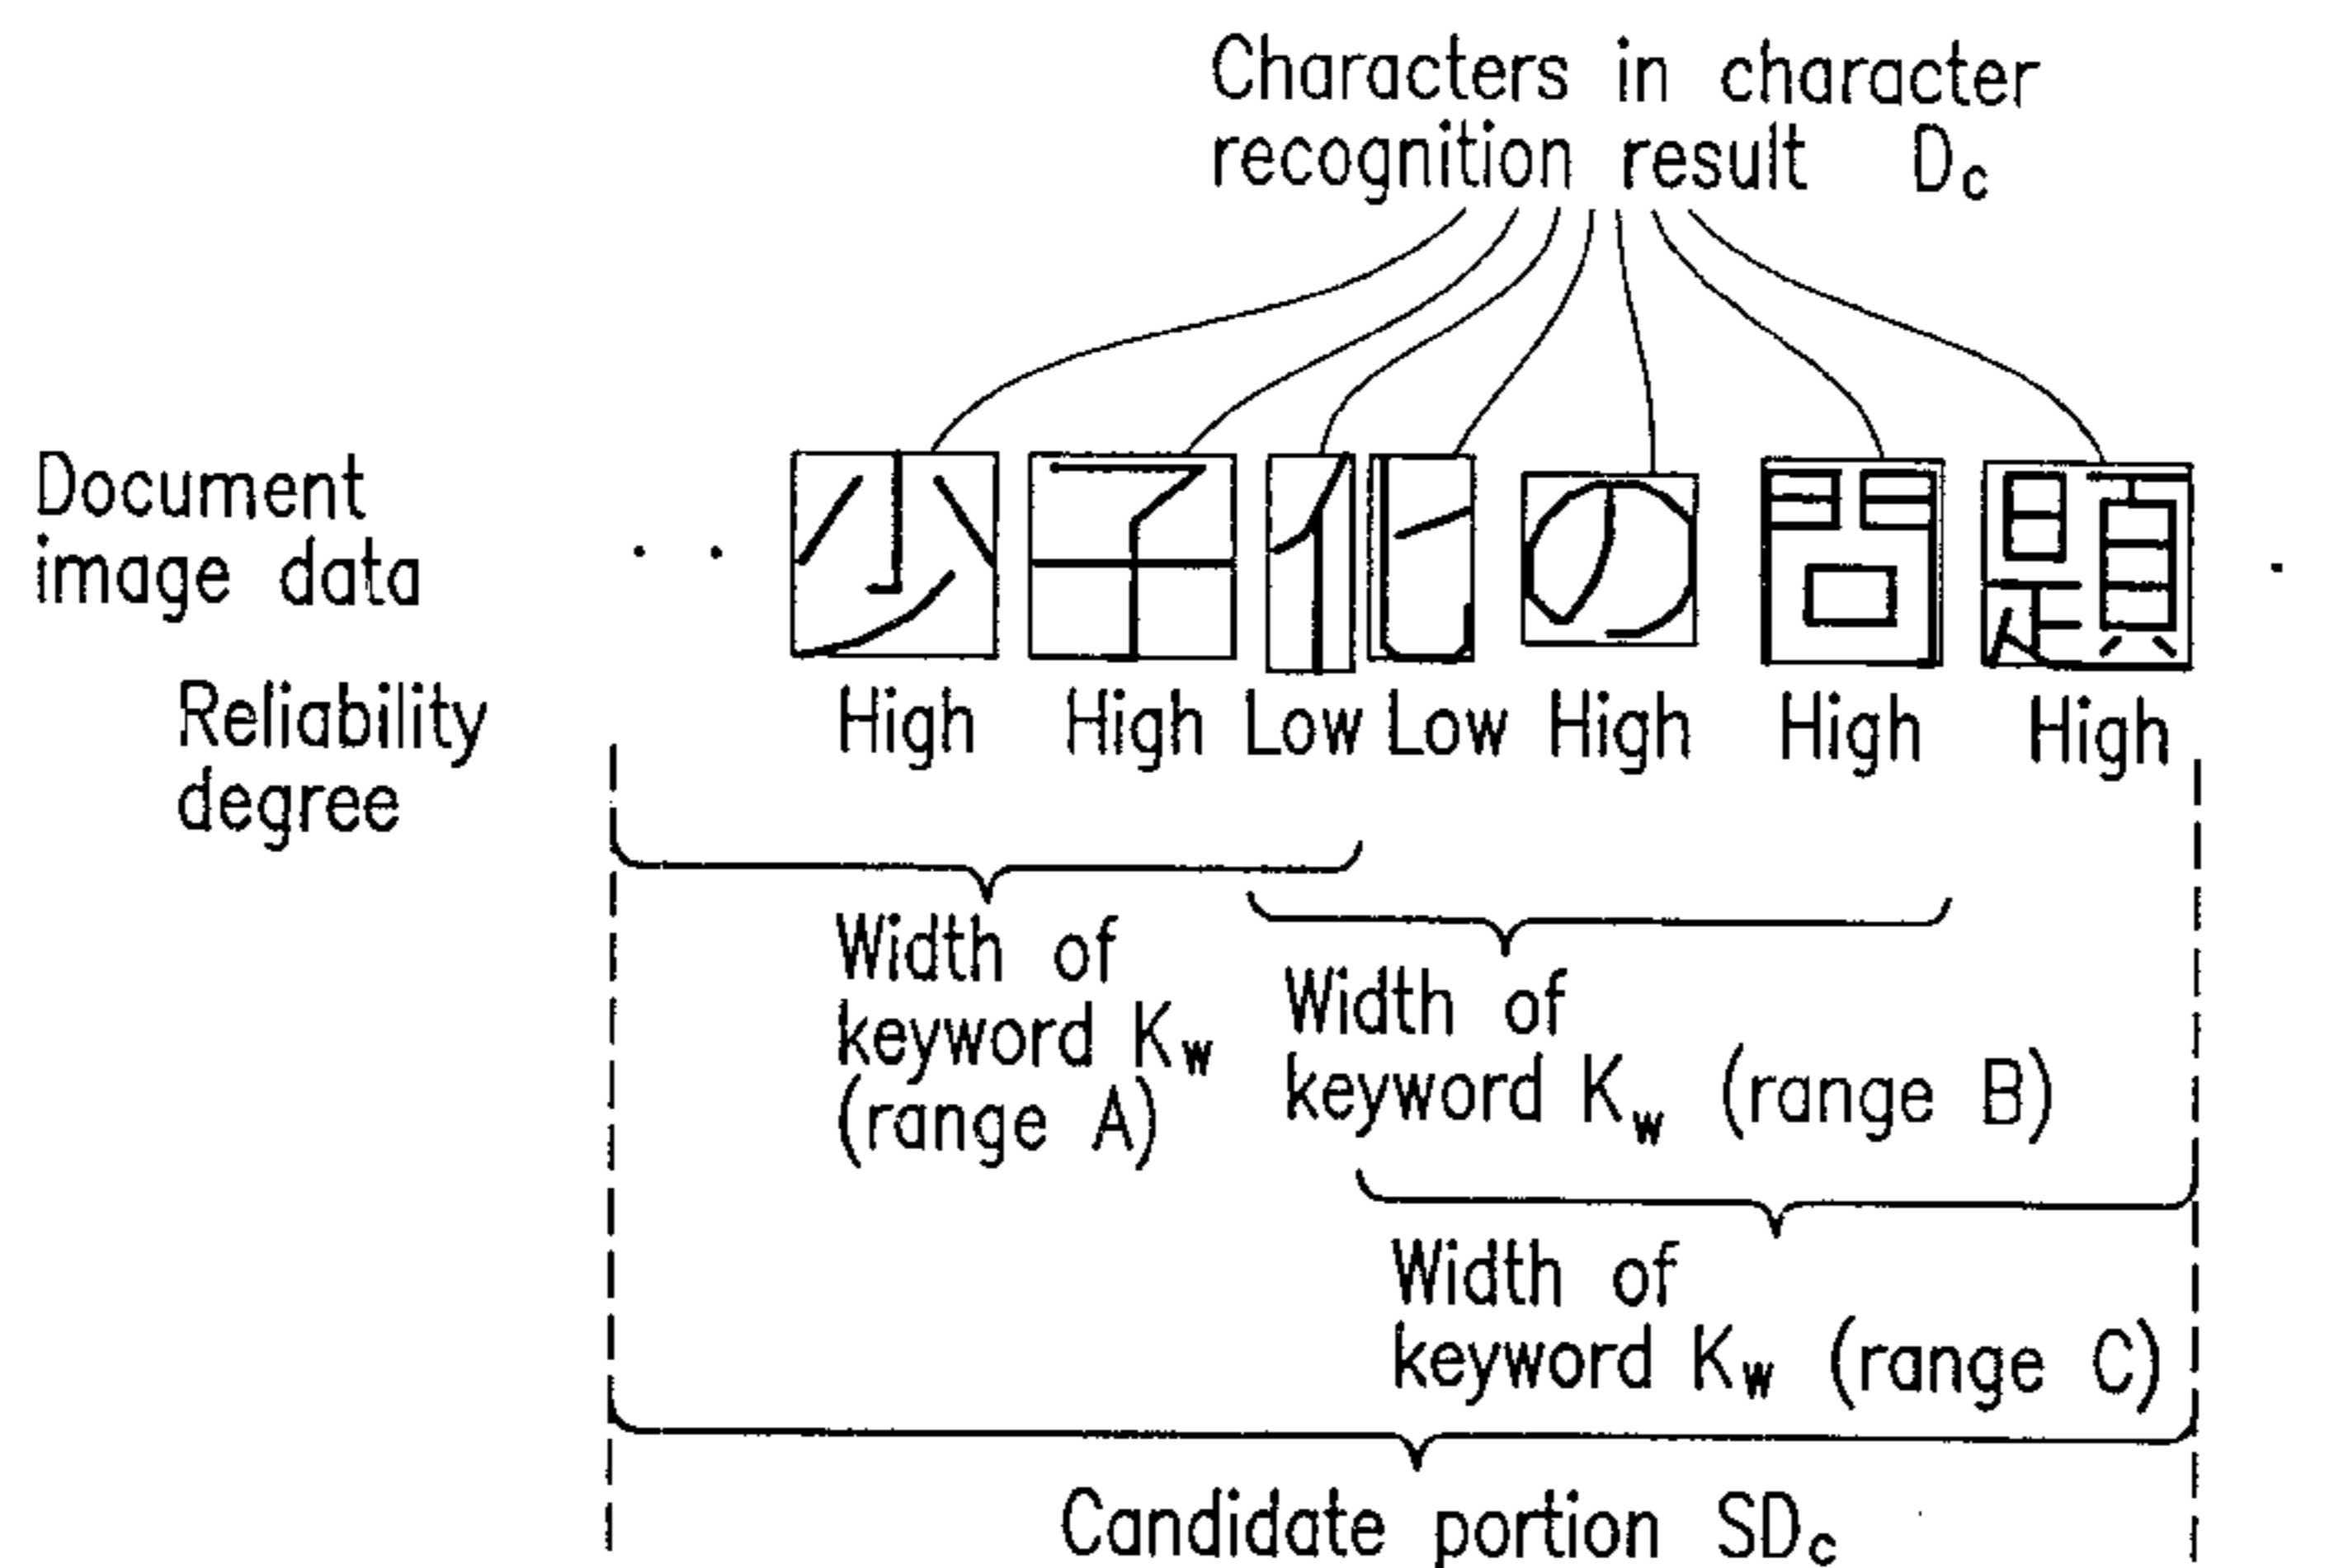 Characters in character
recognition result Dc
Document
image data
. . 少子イヒの問題 .
Reliability
degree
High High Low Low High High High
Width of
keyword Kw
(range A)
Width of
keyword Kw (range B)
Width of
keyword Kw (range C)
Candidate portion SDc